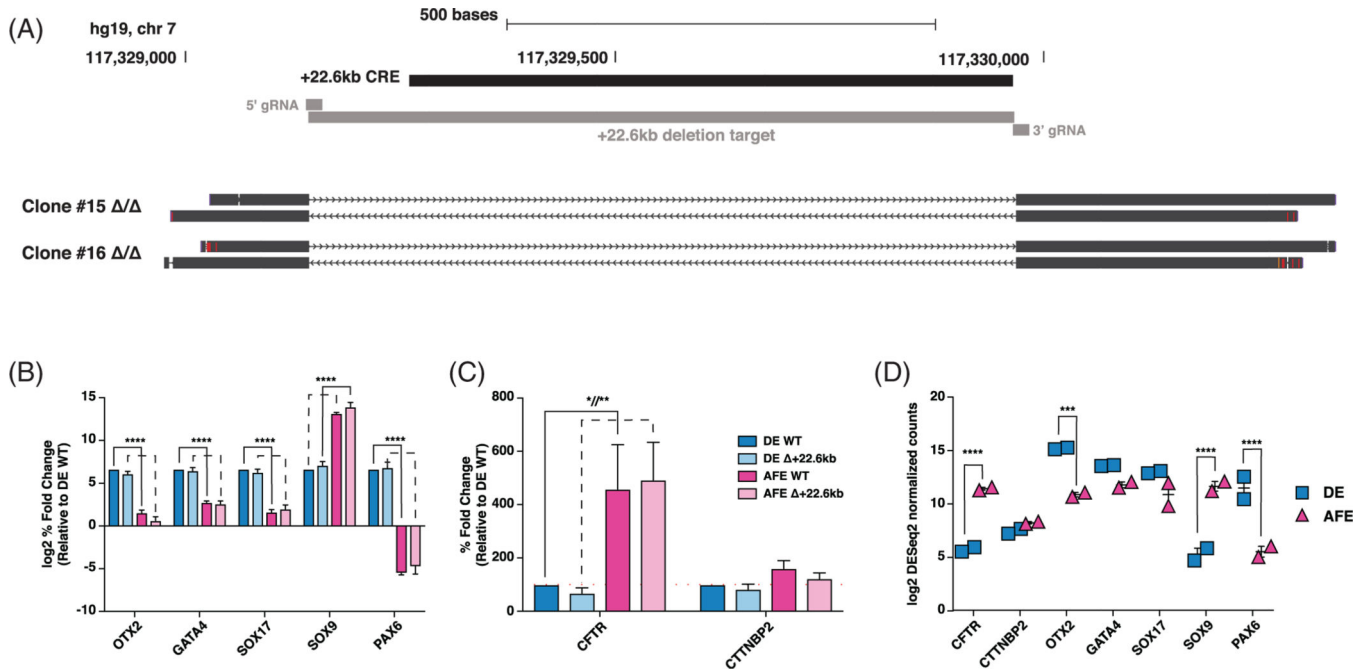 (A)
500 bases
hg19, chr 7
117,329,000
117,329,500
117,330,000
+22.6kb CRE
5' gRNA
+22.6kb deletion target
3' gRNA
Clone #15 Δ/Δ
Clone #16 Δ/Δ
(B)
log2 % Fold Change
(Relative to DE WT)
15
10
5
0
-5
-10
****
****
****
****
****
OTX2
GATA4
SOX17
SOX9
PAX6
(C)
% Fold Change
(Relative to DE WT)
800
600
400
200
0
*//**
DE WT
DE Δ+22.6kb
AFE WT
AFE Δ+22.6kb
CFTR
CTTNBP2
(D)
log2 DESeq2 normalized counts
20
15
10
5
0
****
***
****
****
DE
AFE
CFTR
CTTNBP2
OTX2
GATA4
SOX17
SOX9
PAX6